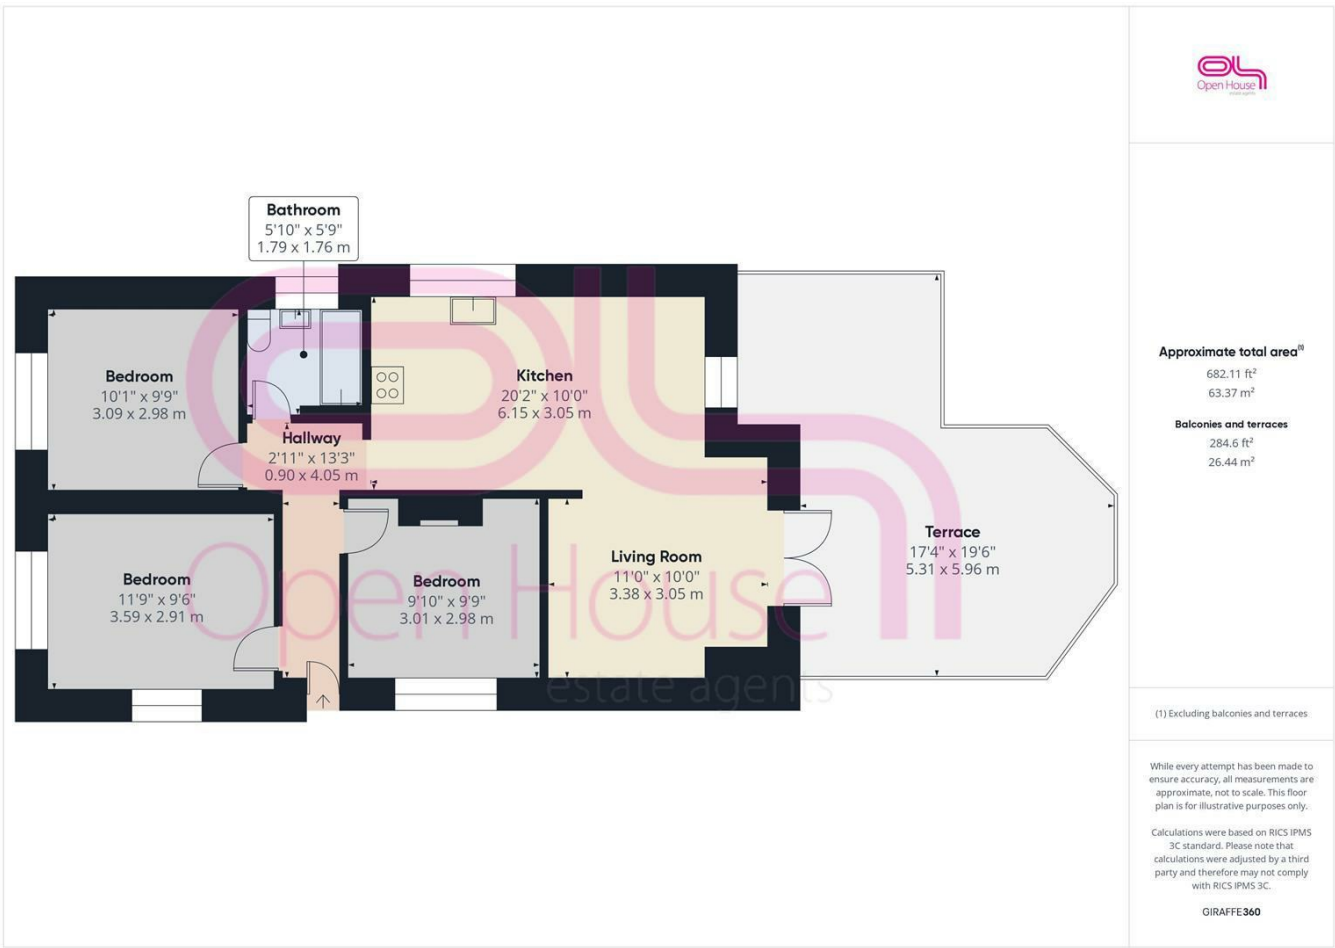 Open House
estate agents
Bathroom
5'10" x 5'9"
1.79 x 1.76 m
Bedroom
10'1" x 9'9"
3.09 x 2.98 m
Kitchen
20'2" x 10'0"
6.15 x 3.05 m
Hallway
2'11" x 13'3"
0.90 x 4.05 m
Bedroom
11'9" x 9'6"
3.59 x 2.91 m
Bedroom
9'10" x 9'9"
3.01 x 2.98 m
Living Room
11'0" x 10'0"
3.38 x 3.05 m
Terrace
17'4" x 19'6"
5.31 x 5.96 m
Open House
estate agents
Approximate total area(1)
682.11 ft²
63.37 m²
Balconies and terraces
284.6 ft²
26.44 m²
(1) Excluding balconies and terraces
While every attempt has been made to
ensure accuracy, all measurements are
approximate, not to scale. This floor
plan is for illustrative purposes only.
Calculations were based on RICS IPMS
3C standard. Please note that
calculations were adjusted by a third
party and therefore may not comply
with RICS IPMS 3C.
GIRAFFE360